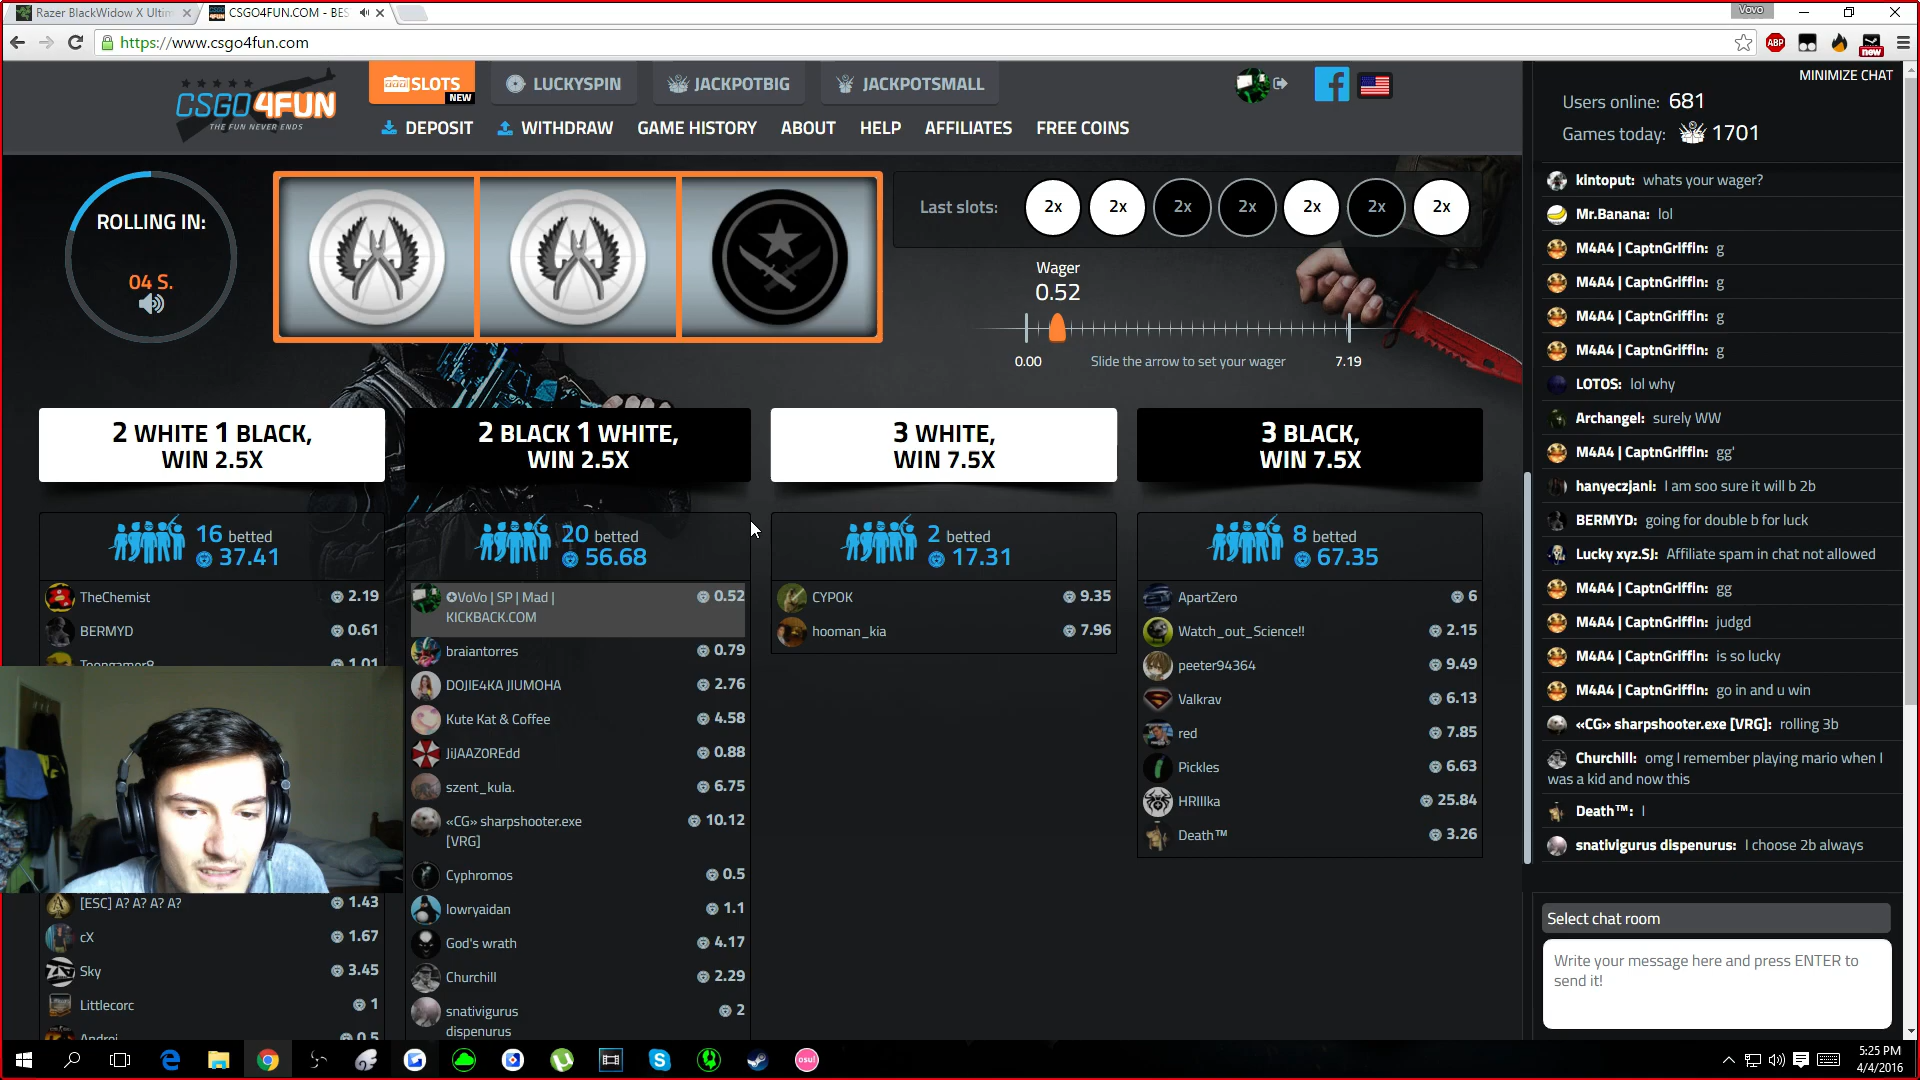 Razer BlackWidow X Ultim
CSGO4FUN.COM - BES
Vovo
https://www.csgo4fun.com
ABP
new
CSGO4FUN
THE FUN NEVER ENDS
SLOTS
NEW
LUCKYSPIN
JACKPOTBIG
JACKPOTSMALL
DEPOSIT
WITHDRAW
GAME HISTORY
ABOUT
HELP
AFFILIATES
FREE COINS
ROLLING IN:
04 S.
Last slots:
2x
2x
2x
2x
2x
2x
2x
Wager
0.52
0.00
Slide the arrow to set your wager
7.19
2 WHITE 1 BLACK,
WIN 2.5X
2 BLACK 1 WHITE,
WIN 2.5X
3 WHITE,
WIN 7.5X
3 BLACK,
WIN 7.5X
16 betted
37.41
TheChemist 2.19
BERMYD 0.61
Toongamer8 1.01
[ESC] A? A? A? A? 1.43
cX 1.67
Sky 3.45
Littlecorc 1
Andrei 0.5
20 betted
56.68
✪VoVo | SP | Mad | 0.52
KICKBACK.COM
braiantorres 0.79
DOJIE4KA JIUMOHA 2.76
Kute Kat & Coffee 4.58
JiJAAZ0REdd 0.88
szent_kula. 6.75
«CG» sharpshooter.exe 10.12
[VRG]
Cyphromos 0.5
lowryaidan 1.1
God's wrath 4.17
Churchill 2.29
snativigurus 2
dispenurus
2 betted
17.31
CYPOK 9.35
hooman_kia 7.96
8 betted
67.35
ApartZero 6
Watch_out_Science!! 2.15
peeter94364 9.49
Valkrav 6.13
red 7.85
Pickles 6.63
HRIIIka 25.84
Death™ 3.26
MINIMIZE CHAT
Users online: 681
Games today: 1701
kintoput: whats your wager?
Mr.Banana: lol
M4A4 | CaptnGriffin: g
M4A4 | CaptnGriffin: g
M4A4 | CaptnGriffin: g
M4A4 | CaptnGriffin: g
LOTOS: lol why
Archangel: surely WW
M4A4 | CaptnGriffin: gg'
hanyeczjani: I am soo sure it will b 2b
BERMYD: going for double b for luck
Lucky xyz.SJ: Affiliate spam in chat not allowed
M4A4 | CaptnGriffin: gg
M4A4 | CaptnGriffin: judgd
M4A4 | CaptnGriffin: is so lucky
M4A4 | CaptnGriffin: go in and u win
«CG» sharpshooter.exe [VRG]: rolling 3b
Churchill: omg I remember playing mario when I
was a kid and now this
Death™: I
snativigurus dispenurus: I choose 2b always
Select chat room
Write your message here and press ENTER to
send it!
osu!
5:25 PM
4/4/2016